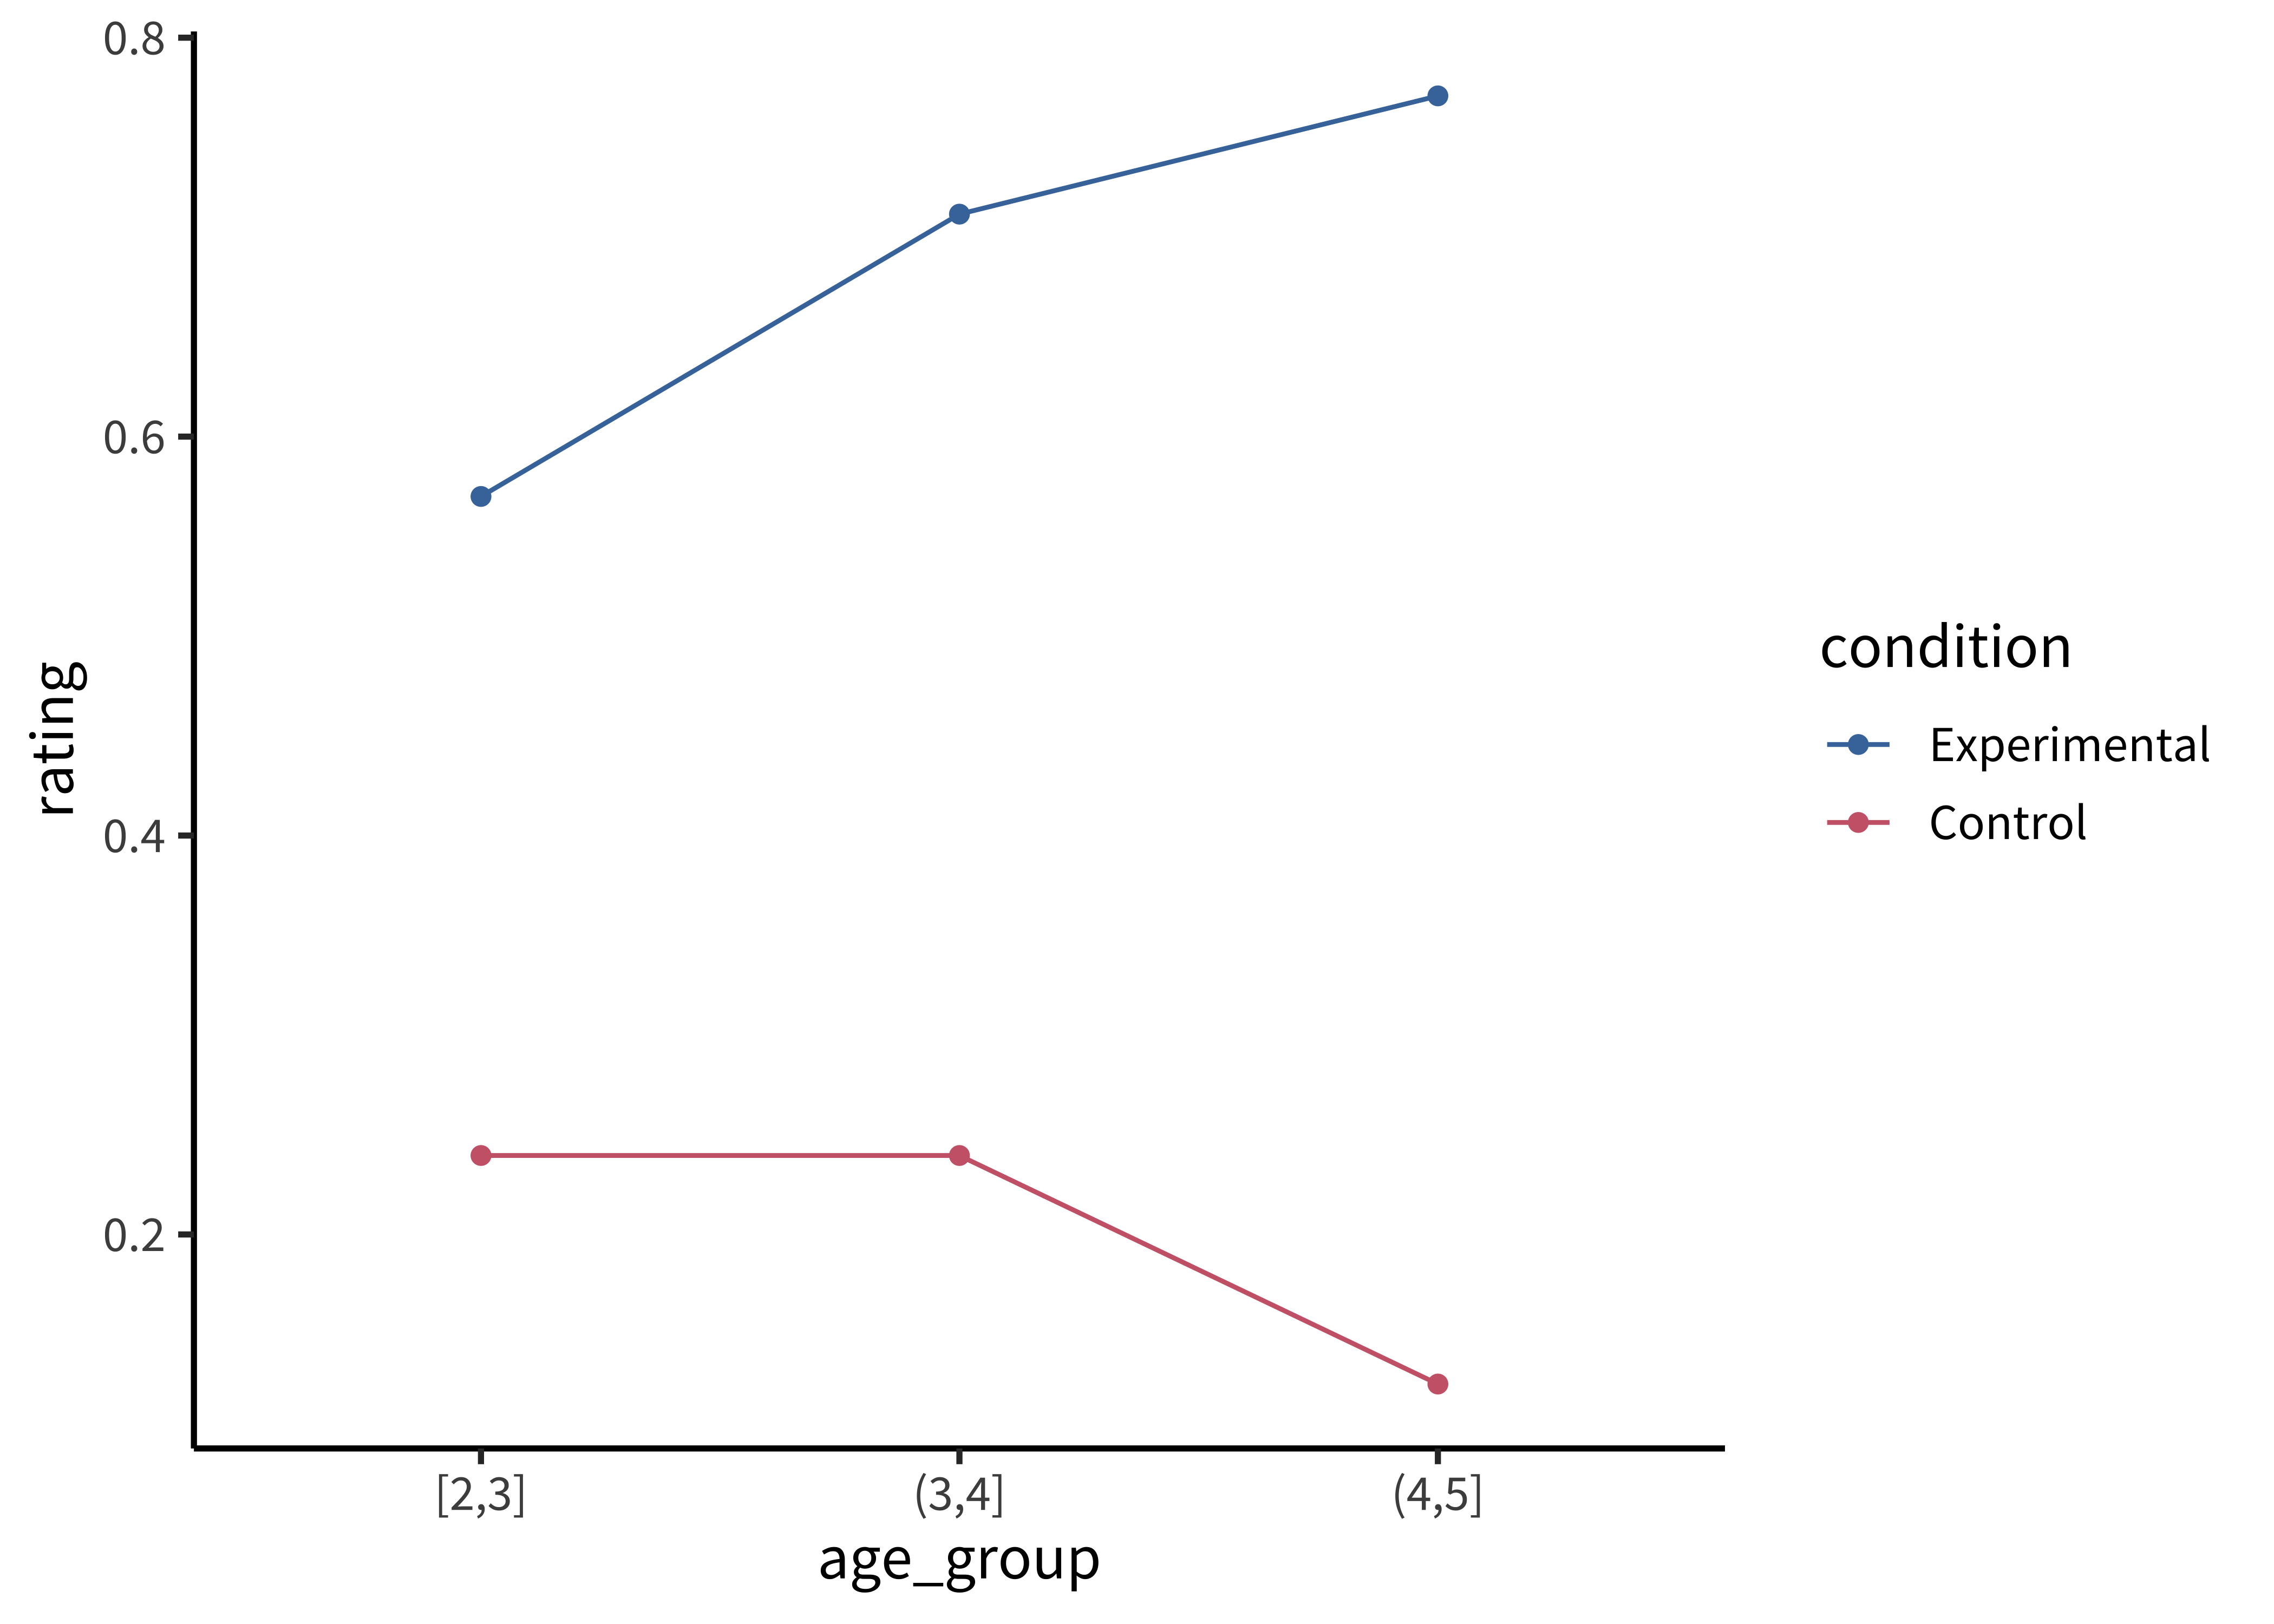 0.8
0.6
0.4
0.2
rating
[2,3]
(3,4]
(4,5]
age_group
condition
Experimental
Control